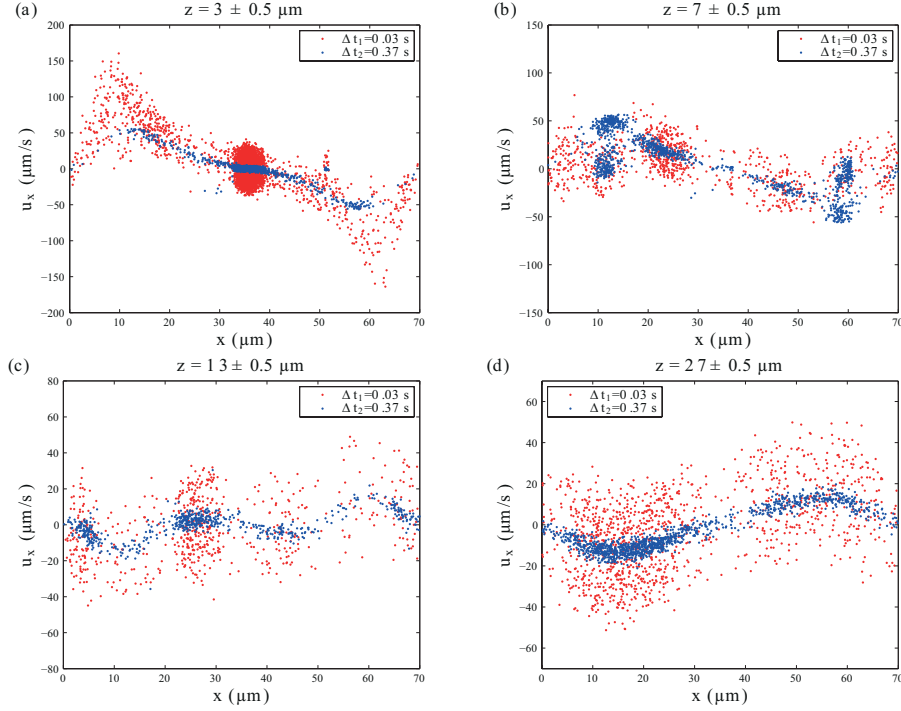 (a) z = 3 ± 0.5 µm
200
150
100
50
0
−50
−100
−150
−200
u_x (µm/s)
Δt₁=0.03 s
Δt₂=0.37 s
0 10 20 30 40 50 60 70
x (µm)
(b) z = 7 ± 0.5 µm
150
100
50
0
−50
−100
−150
u_x (µm/s)
Δt₁=0.03 s
Δt₂=0.37 s
0 10 20 30 40 50 60 70
x (µm)
(c) z = 13 ± 0.5 µm
80
60
40
20
0
−20
−40
−60
−80
u_x (µm/s)
Δt₁=0.03 s
Δt₂=0.37 s
0 10 20 30 40 50 60 70
x (µm)
(d) z = 27 ± 0.5 µm
60
40
20
0
−20
−40
−60
u_x (µm/s)
Δt₁=0.03 s
Δt₂=0.37 s
0 10 20 30 40 50 60 70
x (µm)